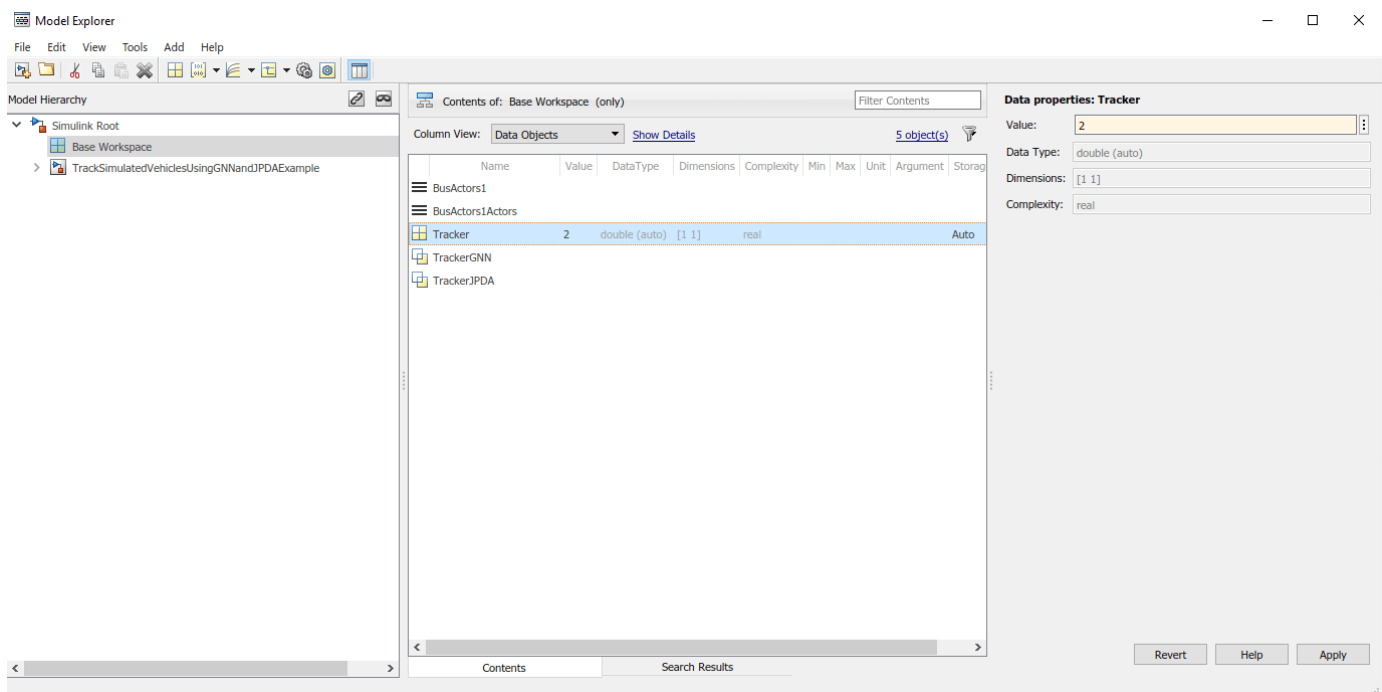 Model Explorer
File Edit View Tools Add Help
Model Hierarchy
Simulink Root
Base Workspace
TrackSimulatedVehiclesUsingGNNandJPDAExample
Contents of: Base Workspace (only)
Filter Contents
Column View: Data Objects Show Details 5 object(s)
Name Value DataType Dimensions Complexity Min Max Unit Argument Storag
BusActors1
BusActors1Actors
Tracker 2 double (auto) [1 1] real Auto
TrackerGNN
TrackerJPDA
Contents Search Results
Data properties: Tracker
Value: 2
Data Type: double (auto)
Dimensions: [1 1]
Complexity: real
Revert Help Apply